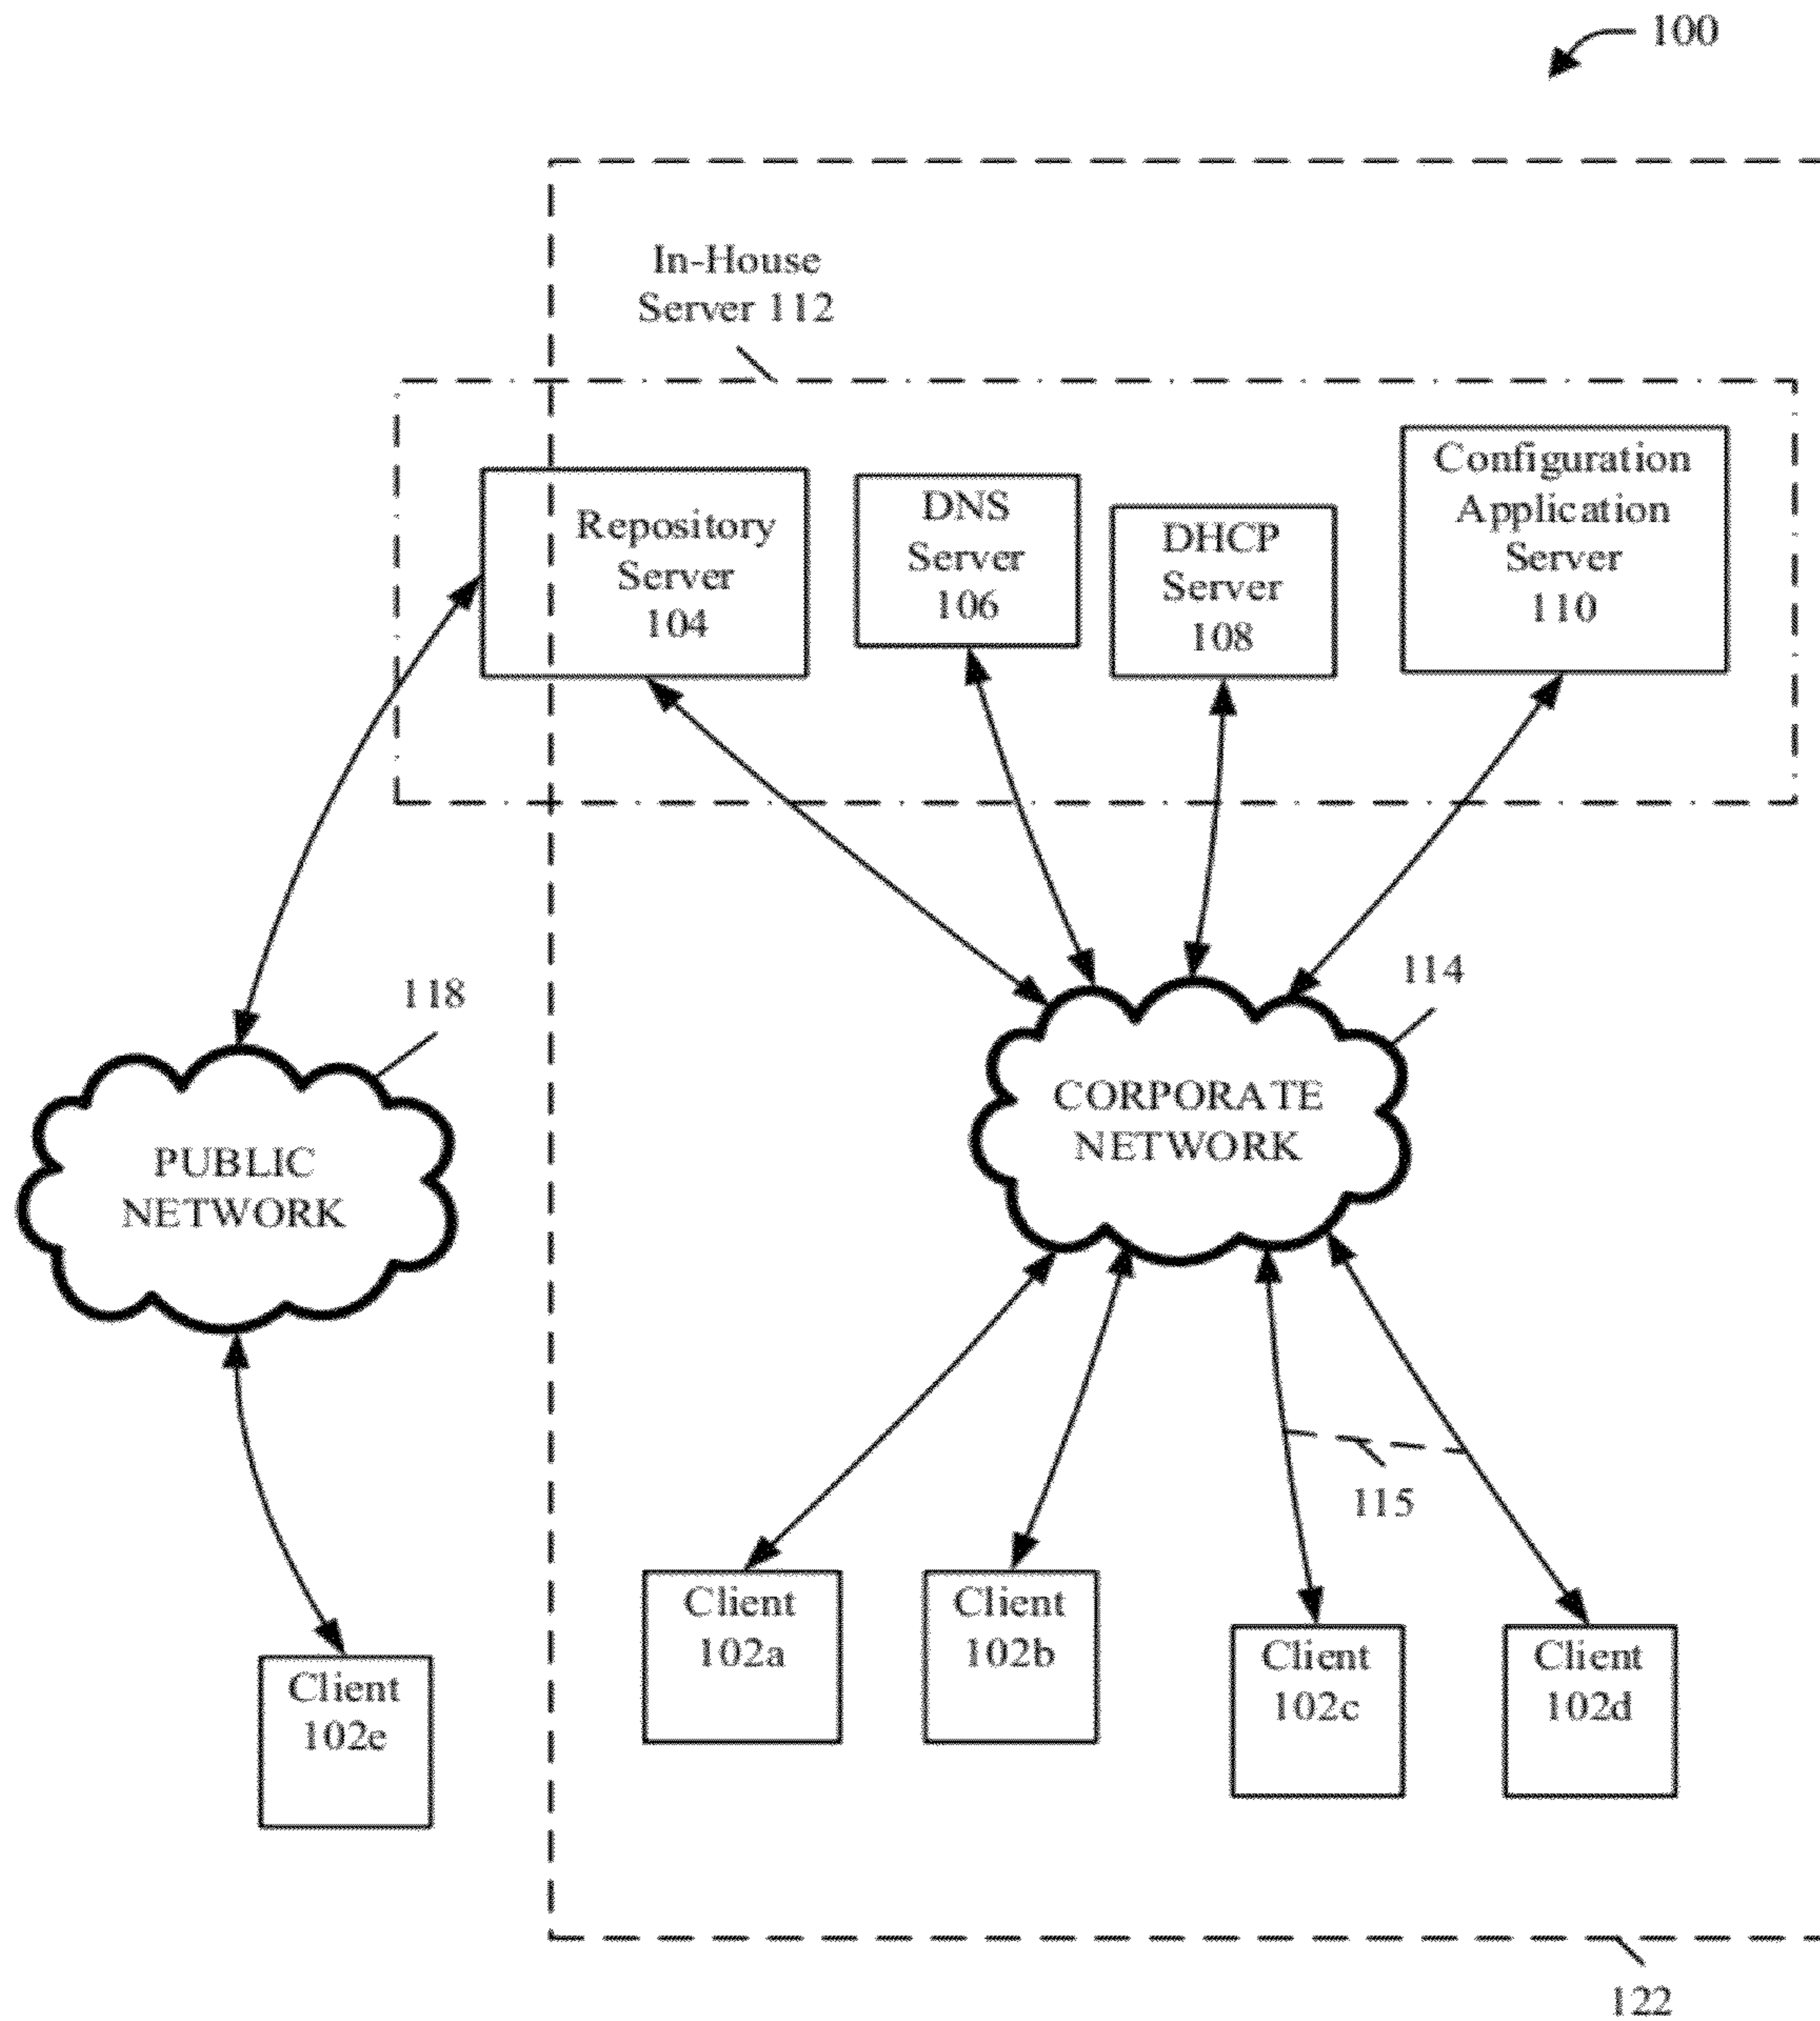 100
In-House
Server 112
Repository
Server
104
DNS
Server
106
DHCP
Server
108
Configuration
Application
Server
110
118
114
PUBLIC
NETWORK
CORPORATE
NETWORK
115
Client
102a
Client
102b
Client
102c
Client
102d
Client
102e
122